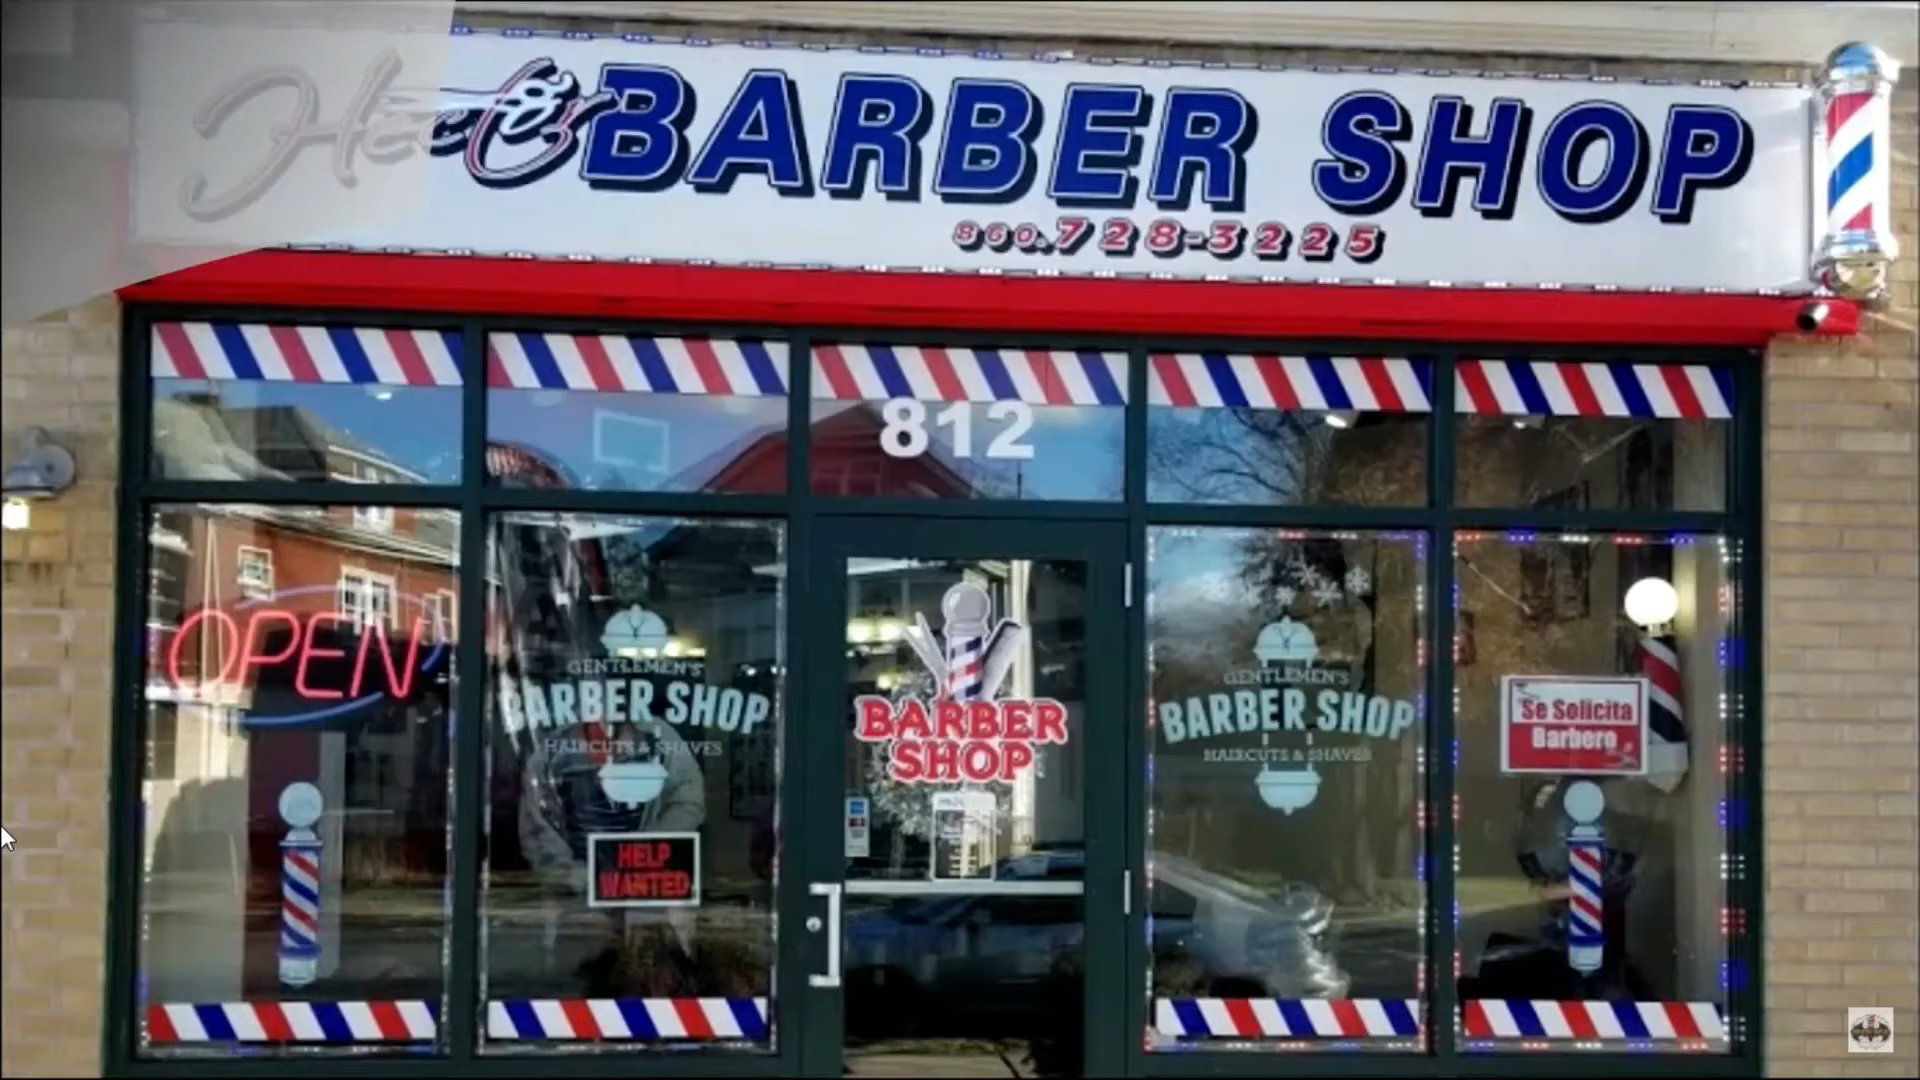 Hector BARBER SHOP
860.728-3225
812
OPEN
GENTLEMEN'S
BARBER SHOP
HAIRCUTS & SHAVES
HELP
WANTED
BARBER
SHOP
GENTLEMEN'S
BARBER SHOP
HAIRCUTS & SHAVES
Se Solicita
Barbero